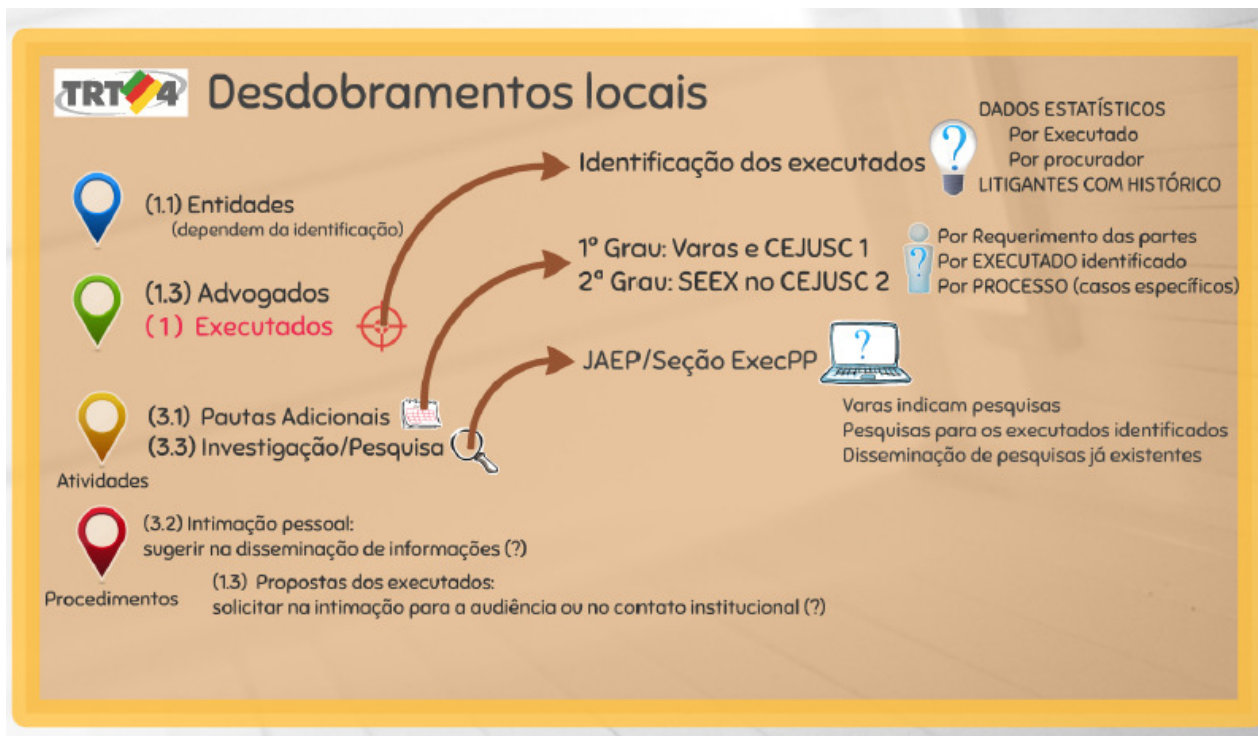 TRT 4 Desdobramentos locais
(1.1) Entidades
(dependem da identificação)
(1.3) Advogados
(1) Executados
(3.1) Pautas Adicionais
(3.3) Investigação/Pesquisa
Atividades
(3.2) Intimação pessoal:
sugerir na disseminação de informações (?)
Procedimentos
(1.3) Propostas dos executados:
solicitar na intimação para a audiência ou no contato institucional (?)
Identificação dos executados
?
DADOS ESTATÍSTICOS
Por Executado
Por procurador
LITIGANTES COM HISTÓRICO
1º Grau: Varas e CEJUSC 1
2ª Grau: SEEX no CEJUSC 2
?
Por Requerimento das partes
Por EXECUTADO identificado
Por PROCESSO (casos específicos)
JAEP/Seção ExecPP
?
Varas indicam pesquisas
Pesquisas para os executados identificados
Disseminação de pesquisas já existentes